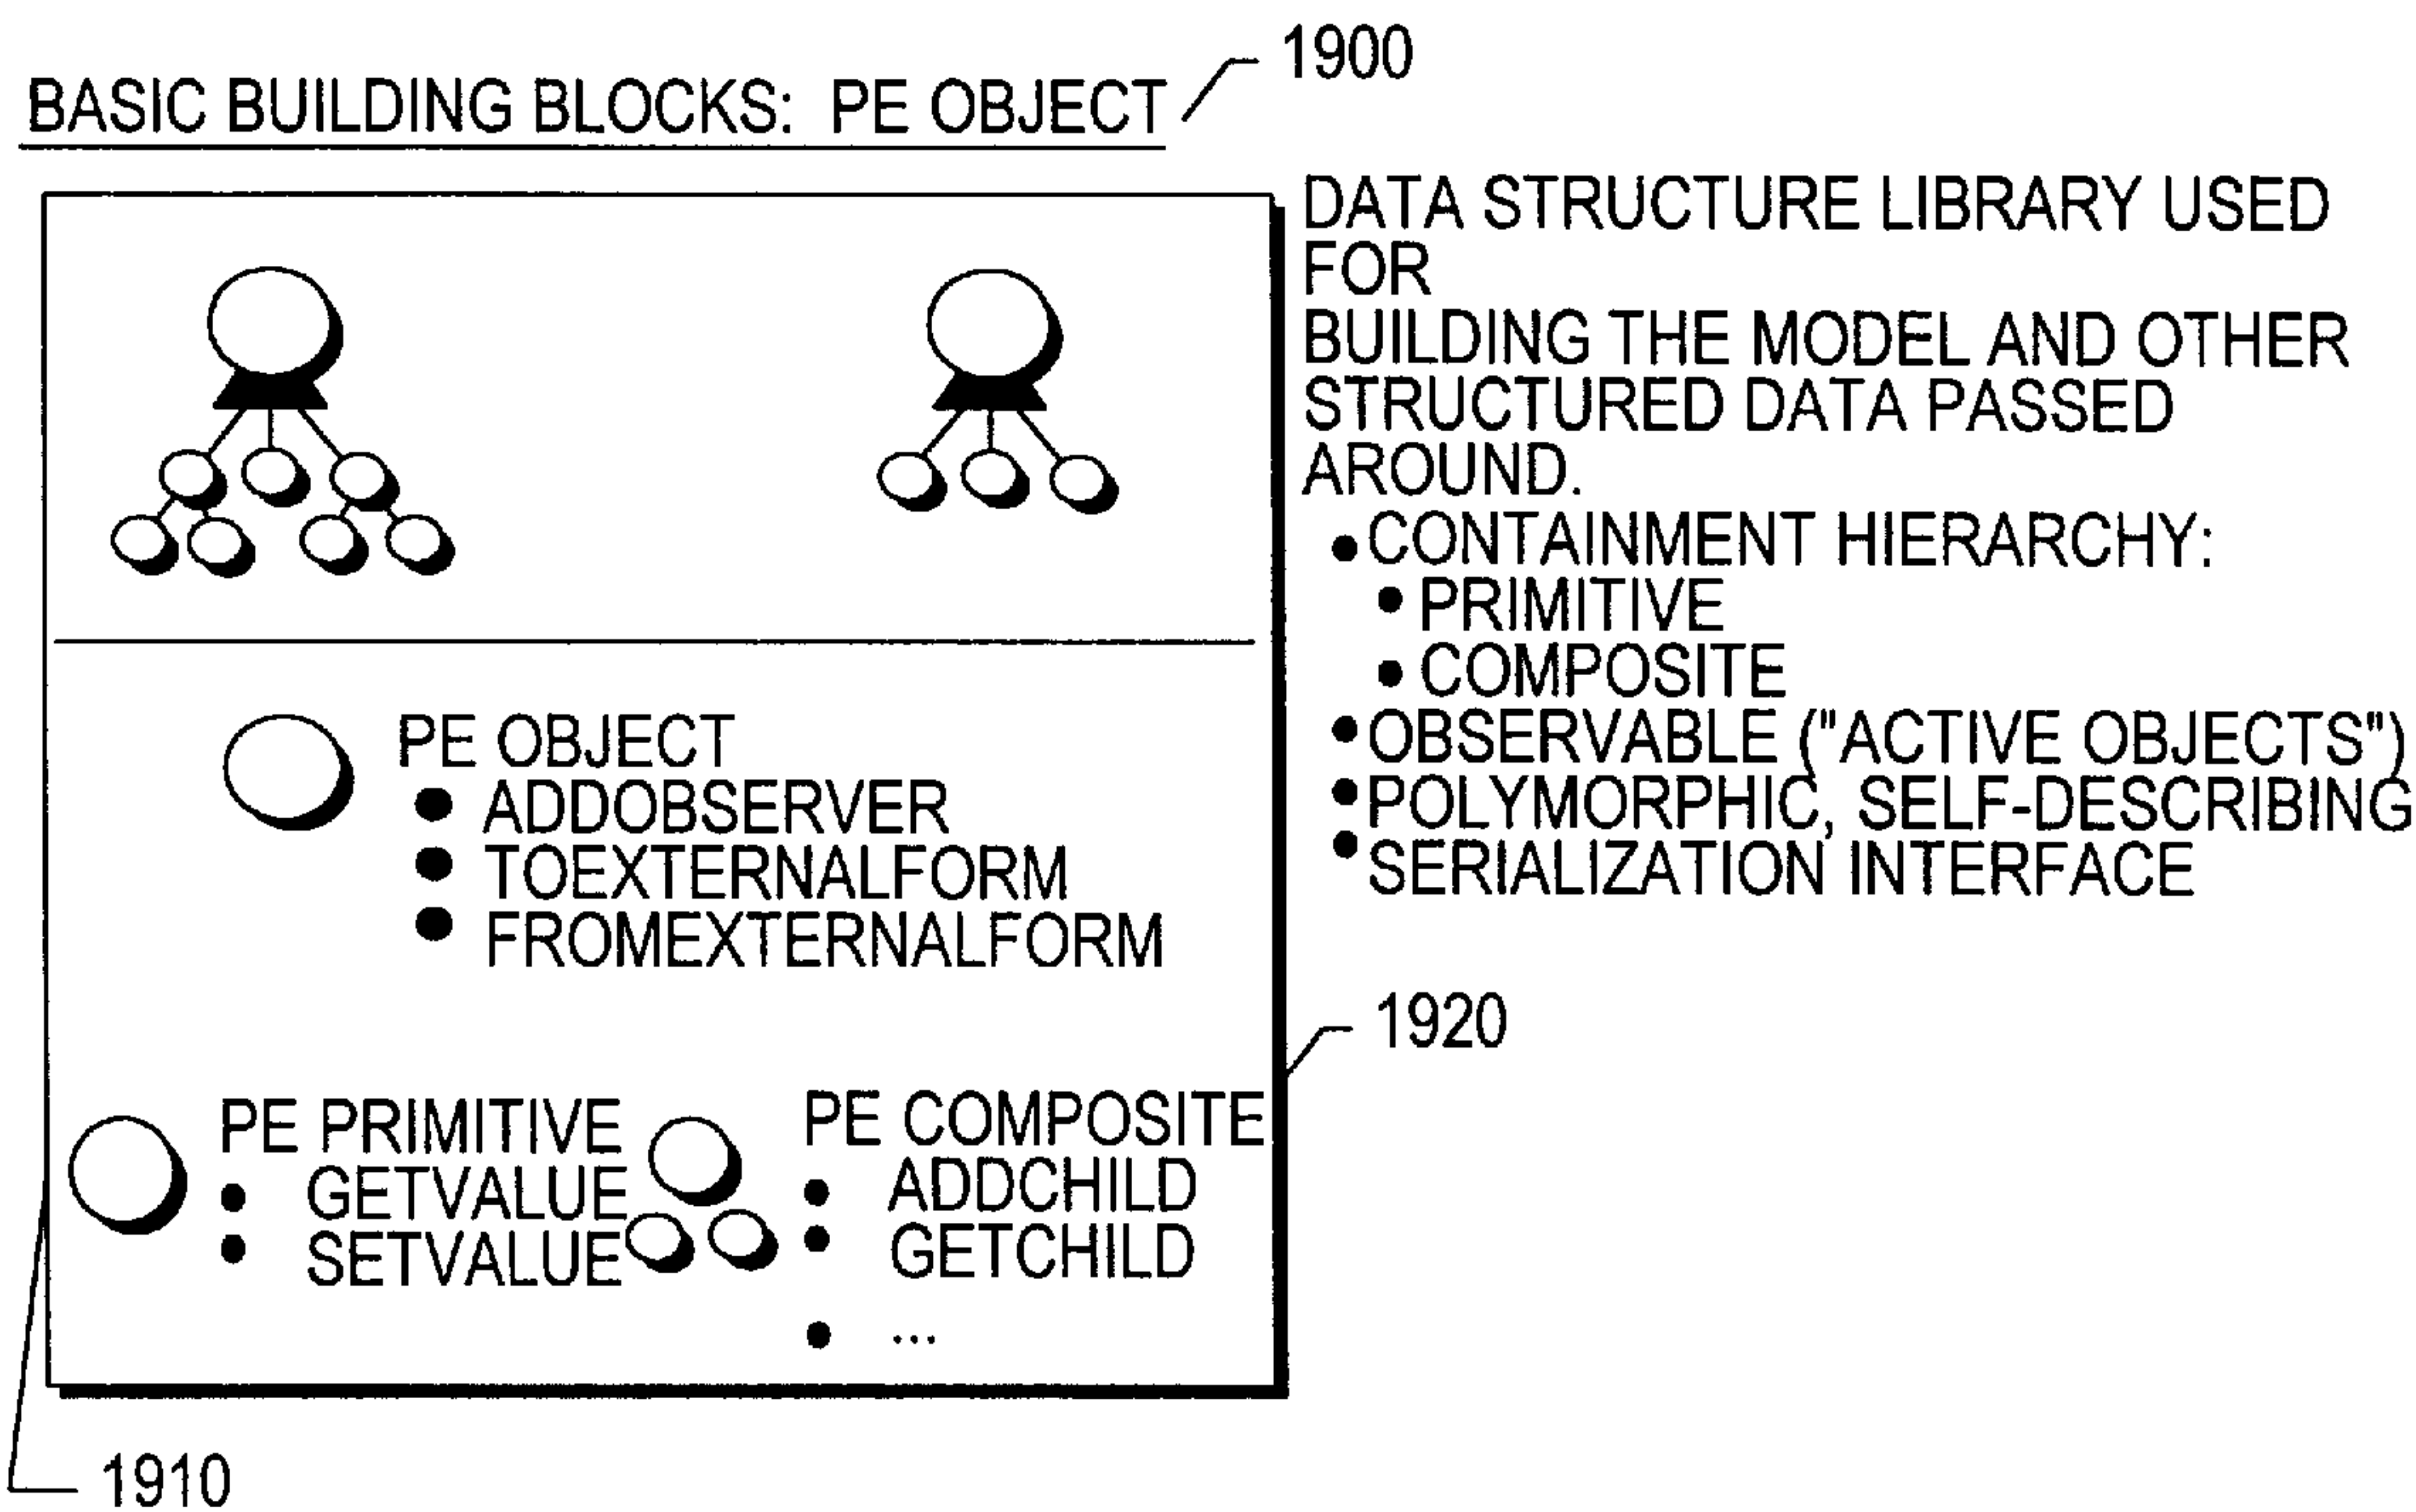 1900
BASIC BUILDING BLOCKS: PE OBJECT
DATA STRUCTURE LIBRARY USED
FOR
BUILDING THE MODEL AND OTHER
STRUCTURED DATA PASSED
AROUND.
• CONTAINMENT HIERARCHY:
• PRIMITIVE
• COMPOSITE
• OBSERVABLE ("ACTIVE OBJECTS")
• POLYMORPHIC, SELF-DESCRIBING
• SERIALIZATION INTERFACE
PE OBJECT
• ADDOBSERVER
• TOEXTERNALFORM
• FROMEXTERNALFORM
1920
PE PRIMITIVE
• GETVALUE
• SETVALUE
PE COMPOSITE
• ADDCHILD
• GETCHILD
• ...
1910